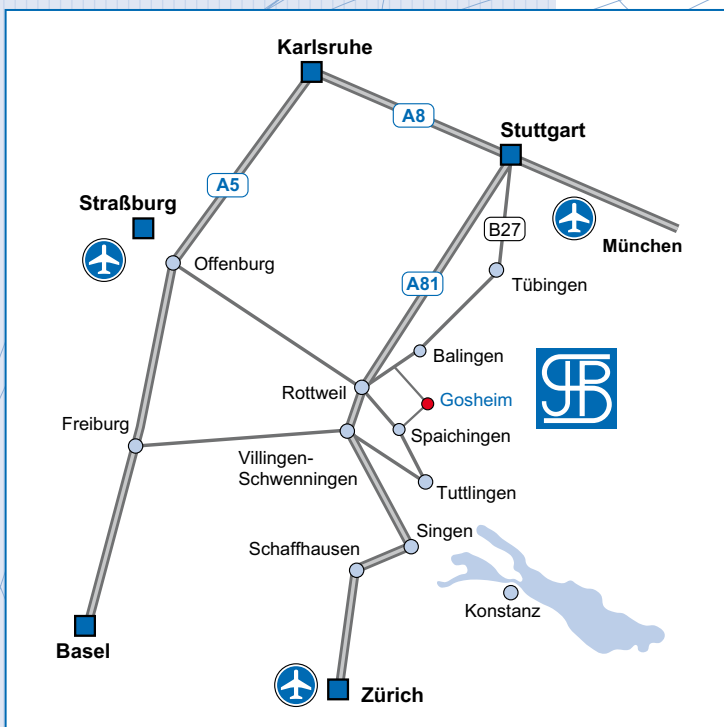 Karlsruhe
A8
Stuttgart
A5
Straßburg
B27
München
Offenburg
A81
Tübingen
Balingen
Rottweil
Gosheim
Freiburg
Spaichingen
Villingen-
Schwenningen
Tuttlingen
Singen
Schaffhausen
Konstanz
Basel
Zürich